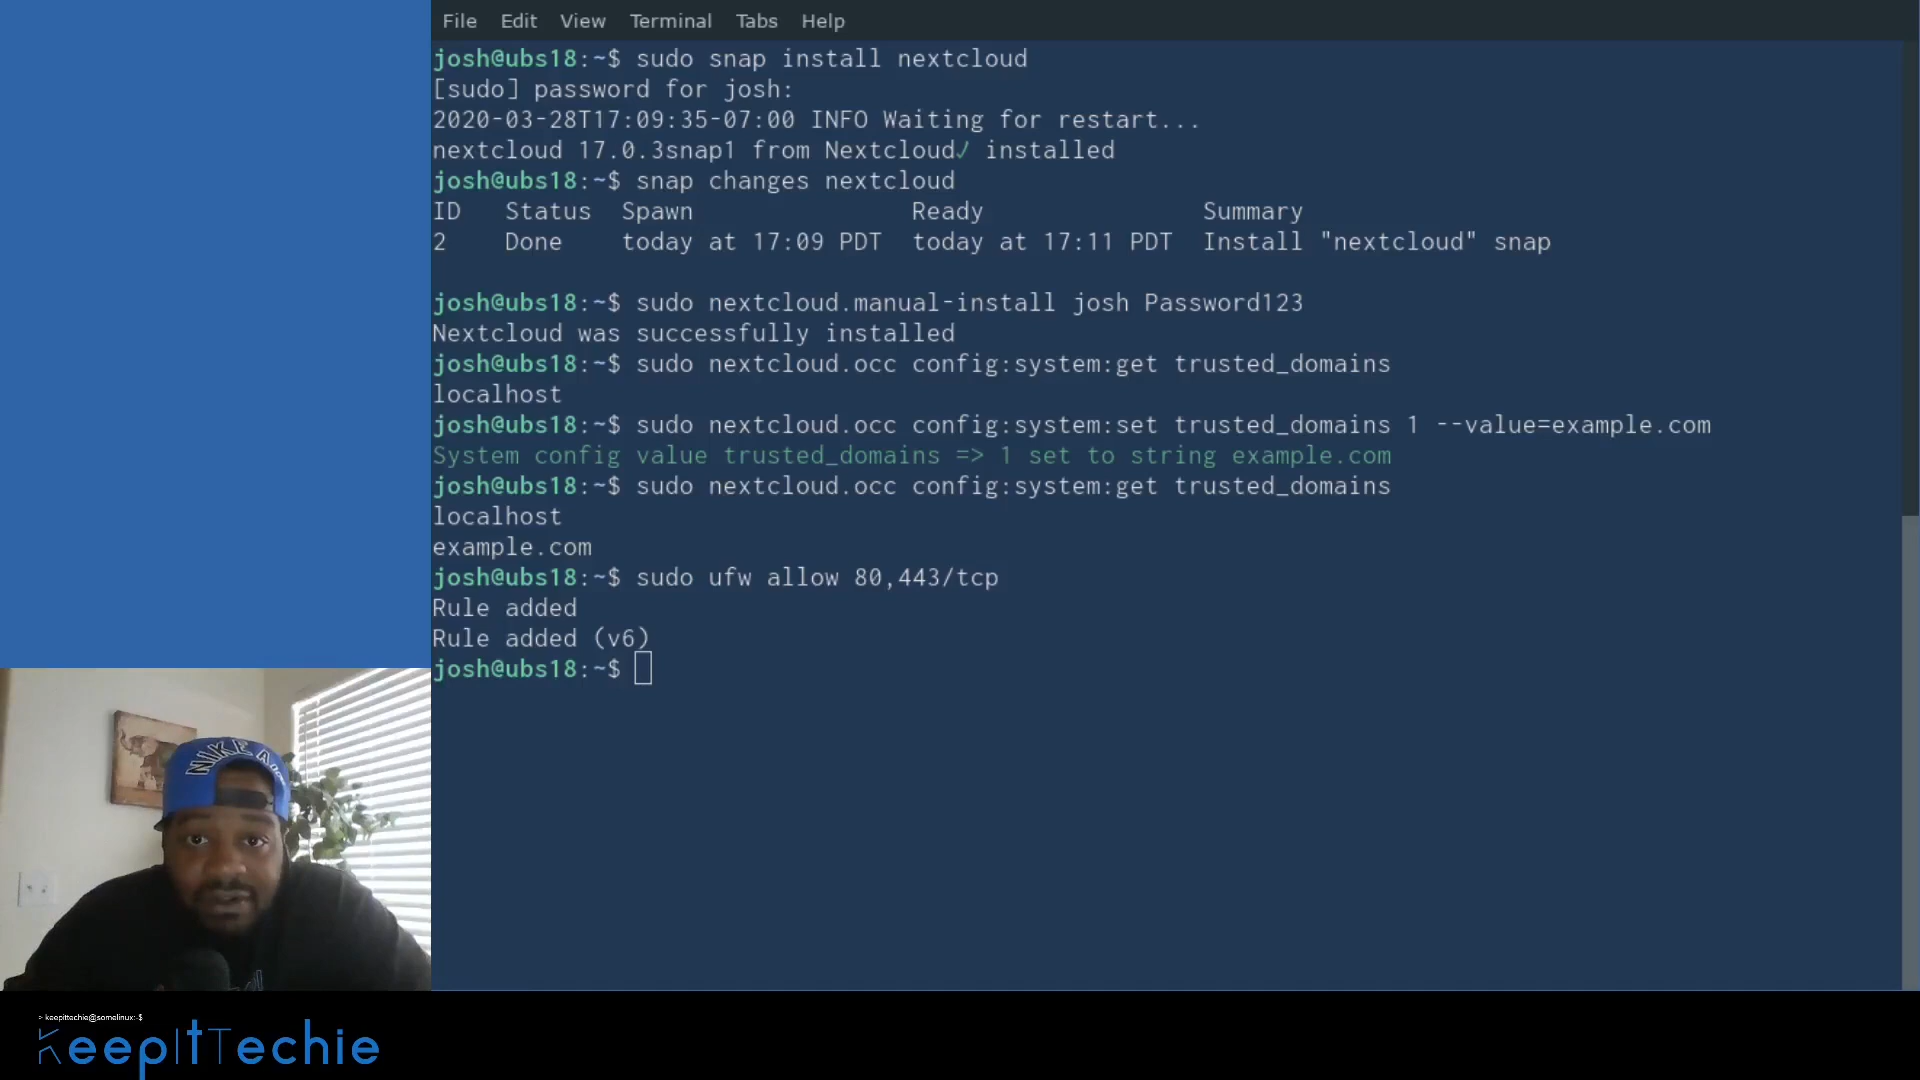 File Edit View Terminal Tabs Help
josh@ubs18:~$ sudo snap install nextcloud
[sudo] password for josh:
2020-03-28T17:09:35-07:00 INFO Waiting for restart...
nextcloud 17.0.3snap1 from Nextcloud✓ installed
josh@ubs18:~$ snap changes nextcloud
ID Status Spawn Ready Summary
2 Done today at 17:09 PDT today at 17:11 PDT Install "nextcloud" snap
josh@ubs18:~$ sudo nextcloud.manual-install josh Password123
Nextcloud was successfully installed
josh@ubs18:~$ sudo nextcloud.occ config:system:get trusted_domains
localhost
josh@ubs18:~$ sudo nextcloud.occ config:system:set trusted_domains 1 --value=example.com
System config value trusted_domains => 1 set to string example.com
josh@ubs18:~$ sudo nextcloud.occ config:system:get trusted_domains
localhost
example.com
josh@ubs18:~$ sudo ufw allow 80,443/tcp
Rule added
Rule added (v6)
josh@ubs18:~$
NIKE
> keepittechie@somelinux:-$
KeepItTechie